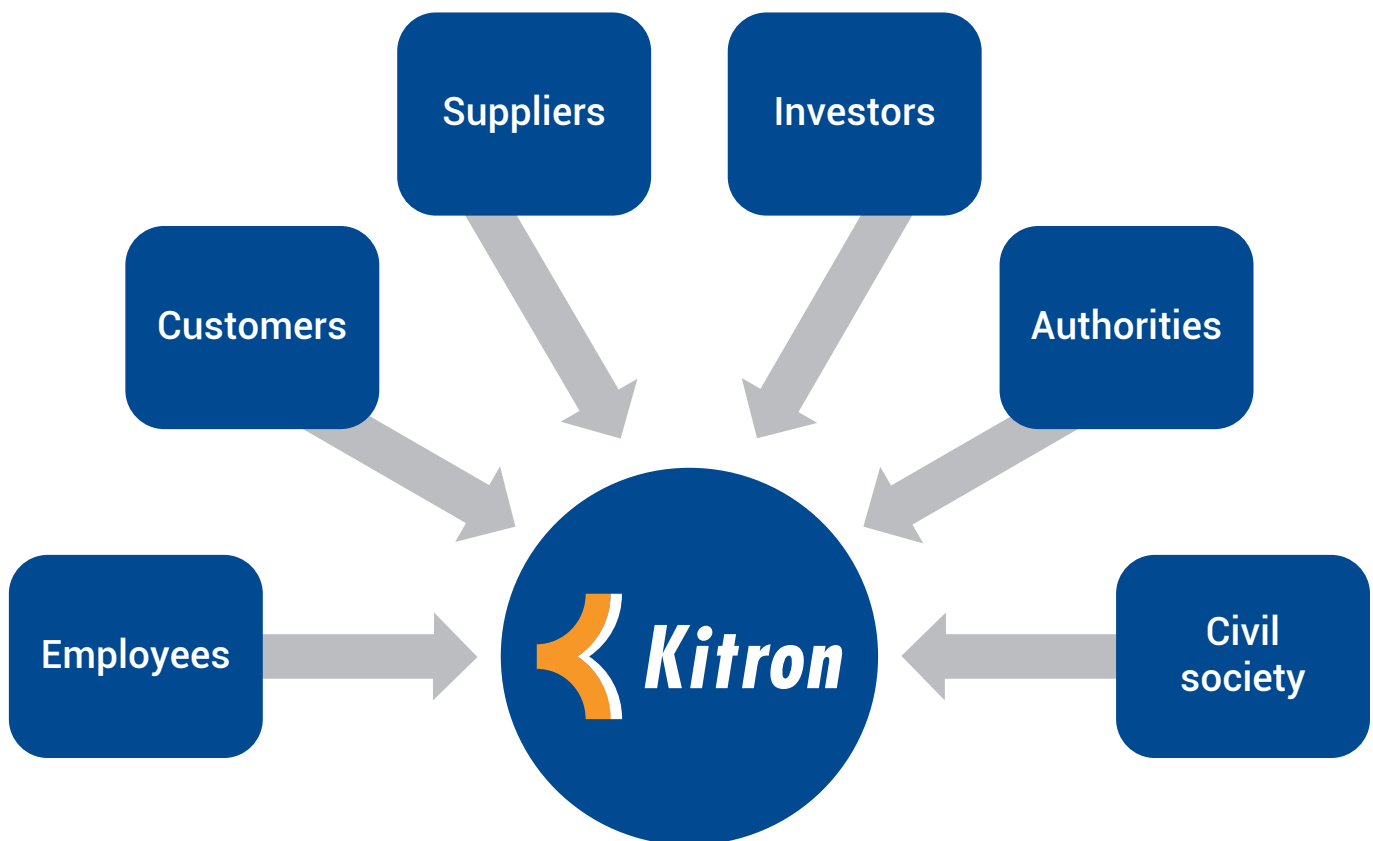 Suppliers
Investors
Customers
Authorities
Employees
Kitron
Civil
society